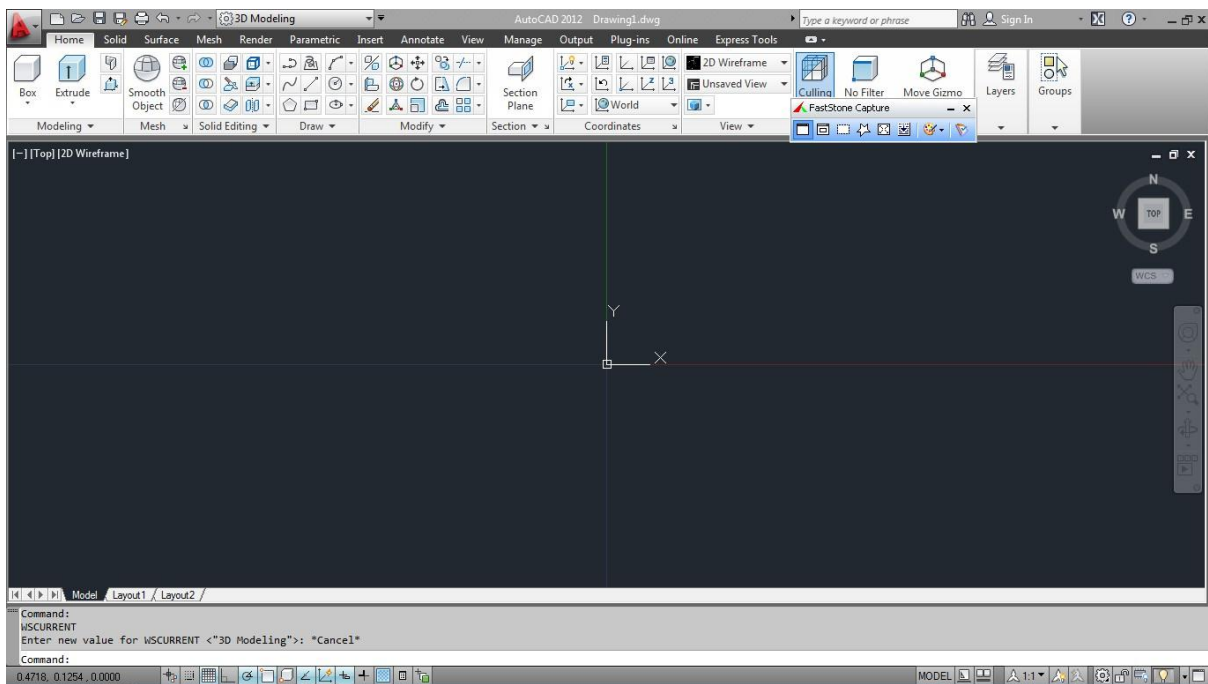 3D Modeling AutoCAD 2012 Drawing1.dwg Type a keyword or phrase Sign In
Home Solid Surface Mesh Render Parametric Insert Annotate View Manage Output Plug-ins Online Express Tools
2D Wireframe
Box Extrude Smooth Object Section Plane Unsaved View Culling No Filter Move Gizmo Layers Groups
World FastStone Capture
Modeling Mesh Solid Editing Draw Modify Section Coordinates View
[−] [Top] [2D Wireframe]
N
W TOP E
S
WCS
Y
X
Model Layout1 Layout2
Command:
WSCURRENT
Enter new value for WSCURRENT <"3D Modeling">: *Cancel*
Command:
0.4718, 0.1254, 0.0000 MODEL 1:1